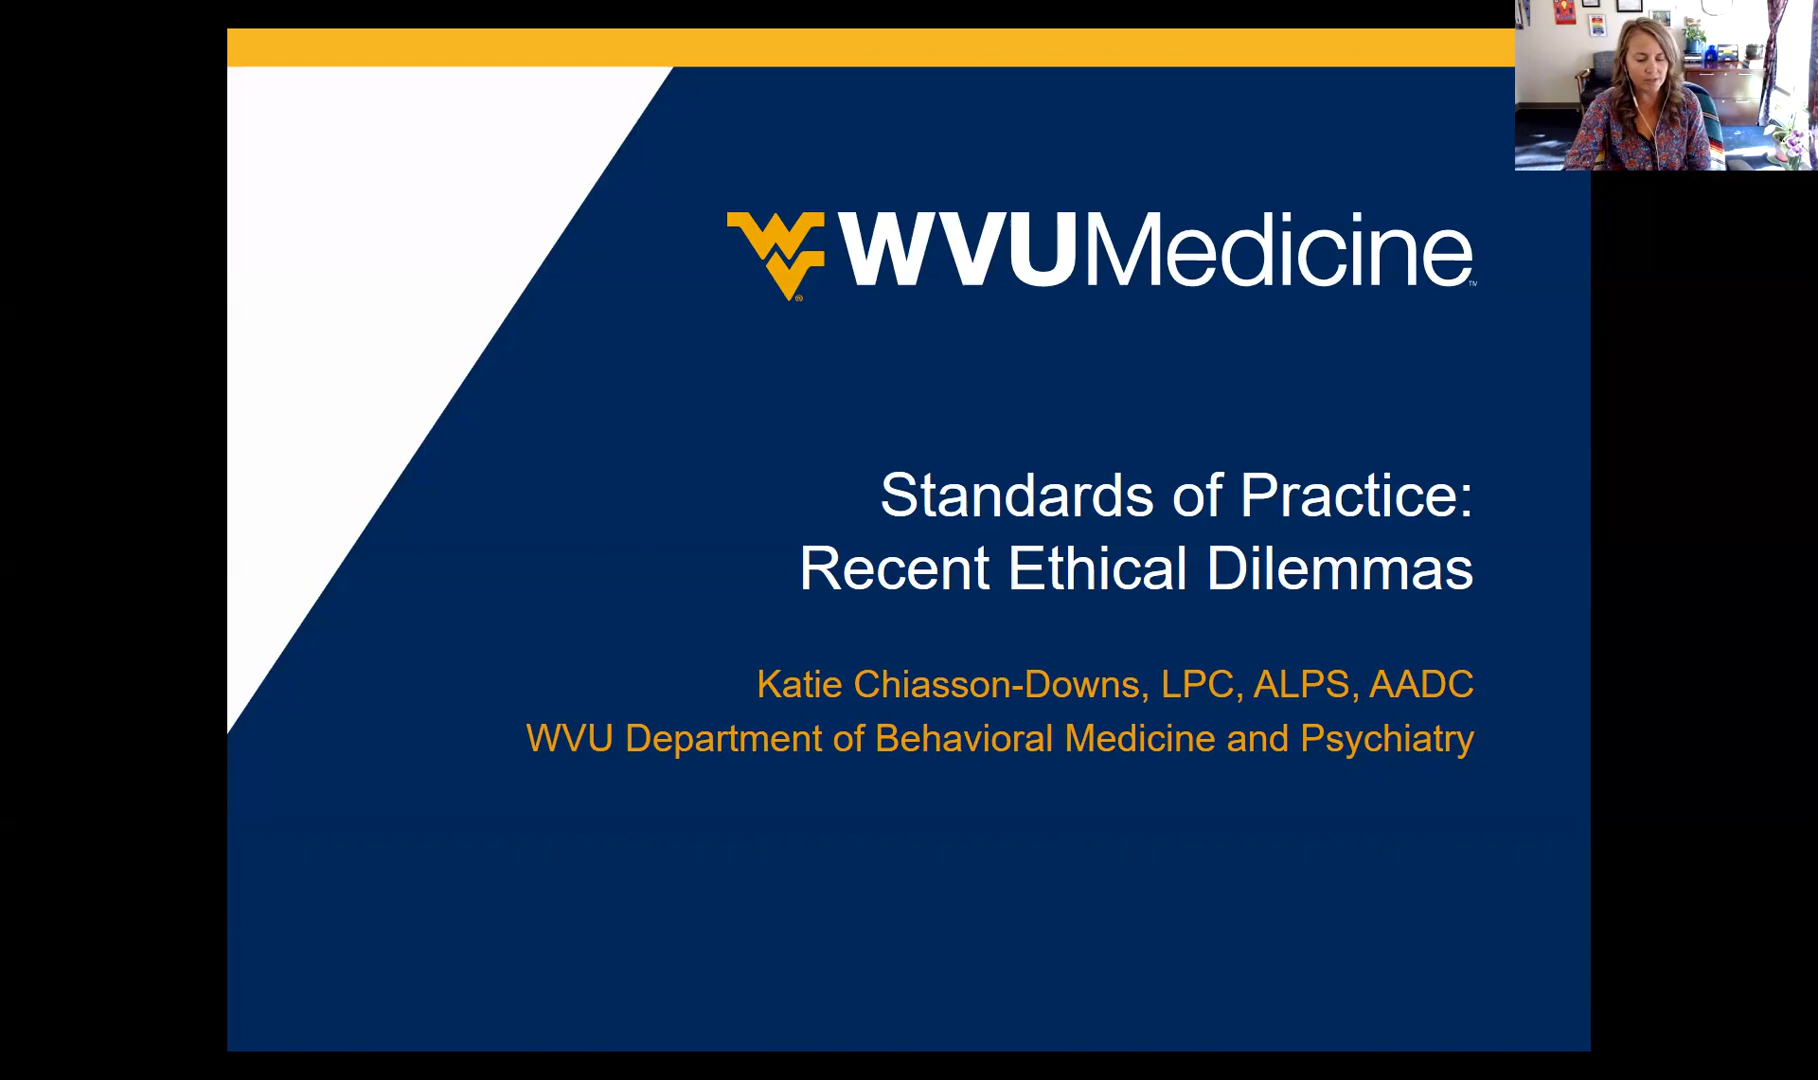 WVUMedicine
Standards of Practice:
Recent Ethical Dilemmas
Katie Chiasson-Downs, LPC, ALPS, AADC
WVU Department of Behavioral Medicine and Psychiatry